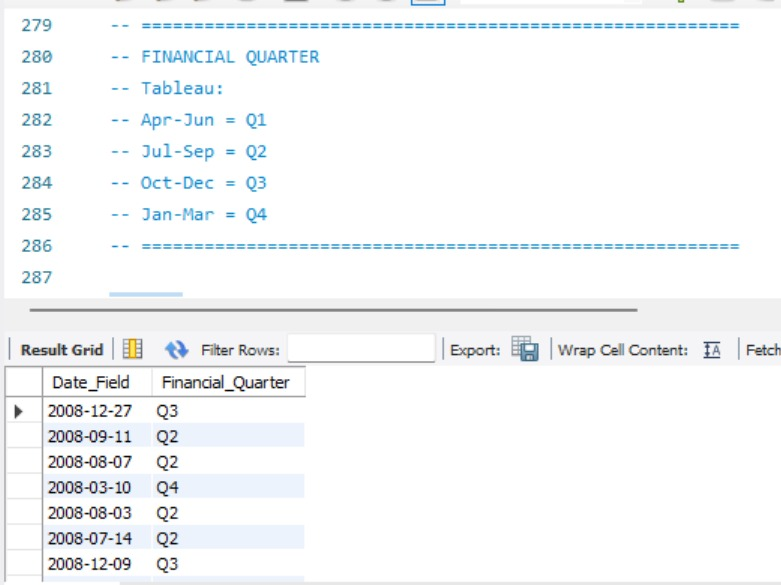 279 -- =========================================================
280 -- FINANCIAL QUARTER
281 -- Tableau:
282 -- Apr-Jun = Q1
283 -- Jul-Sep = Q2
284 -- Oct-Dec = Q3
285 -- Jan-Mar = Q4
286 -- =========================================================
287
Result Grid Filter Rows: Export: Wrap Cell Content: Fetch
Date_Field Financial_Quarter
2008-12-27 Q3
2008-09-11 Q2
2008-08-07 Q2
2008-03-10 Q4
2008-08-03 Q2
2008-07-14 Q2
2008-12-09 Q3